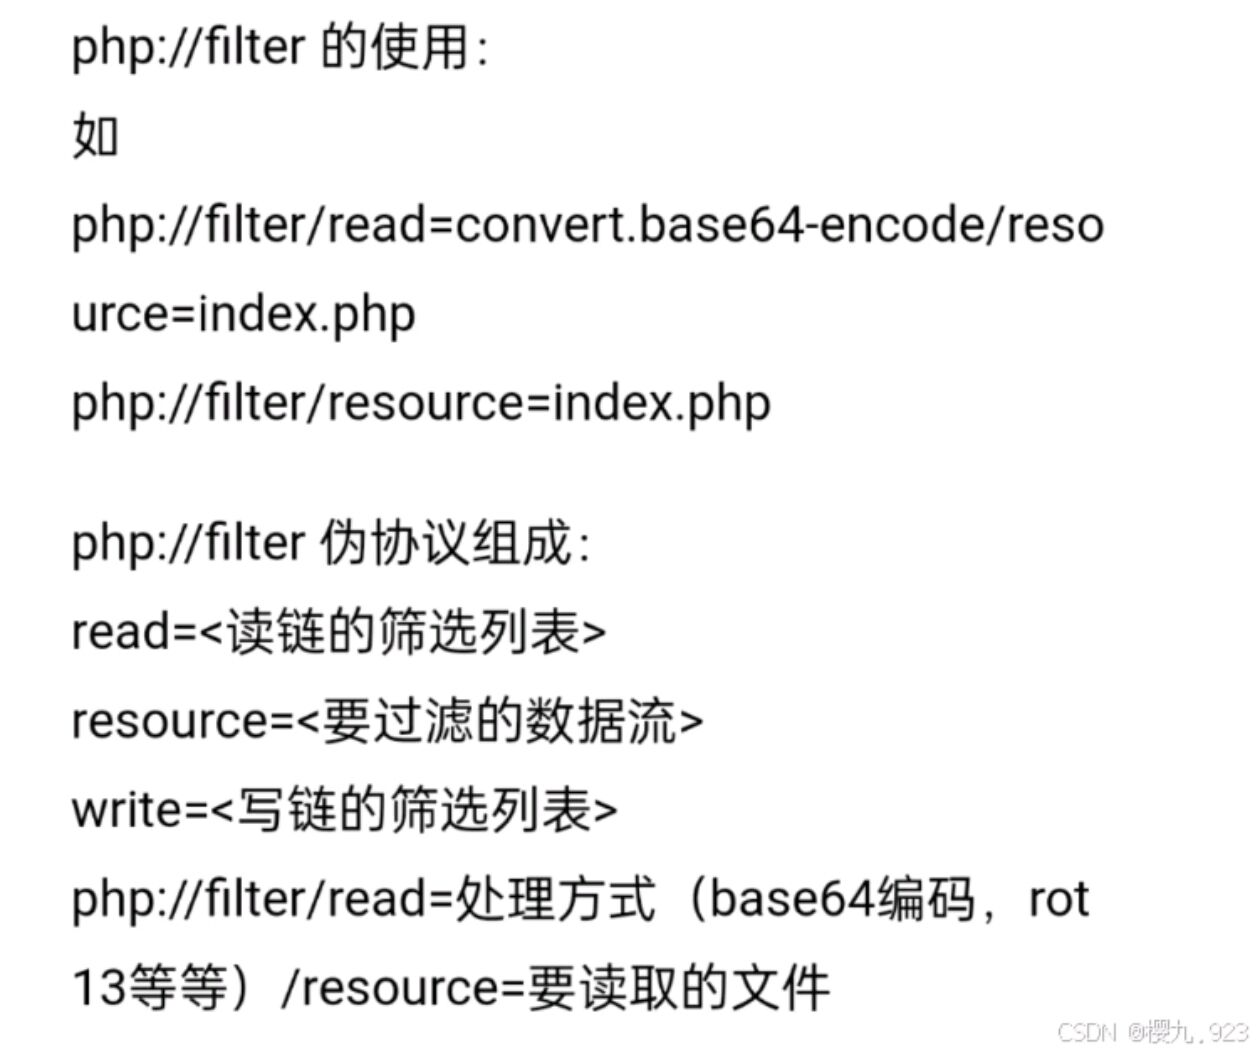 php://filter 的使用：
如
php://filter/read=convert.base64-encode/reso
urce=index.php
php://filter/resource=index.php
php://filter 伪协议组成：
read=<读链的筛选列表>
resource=<要过滤的数据流>
write=<写链的筛选列表>
php://filter/read=处理方式（base64编码，rot
13等等）/resource=要读取的文件
CSDN @樱九.923